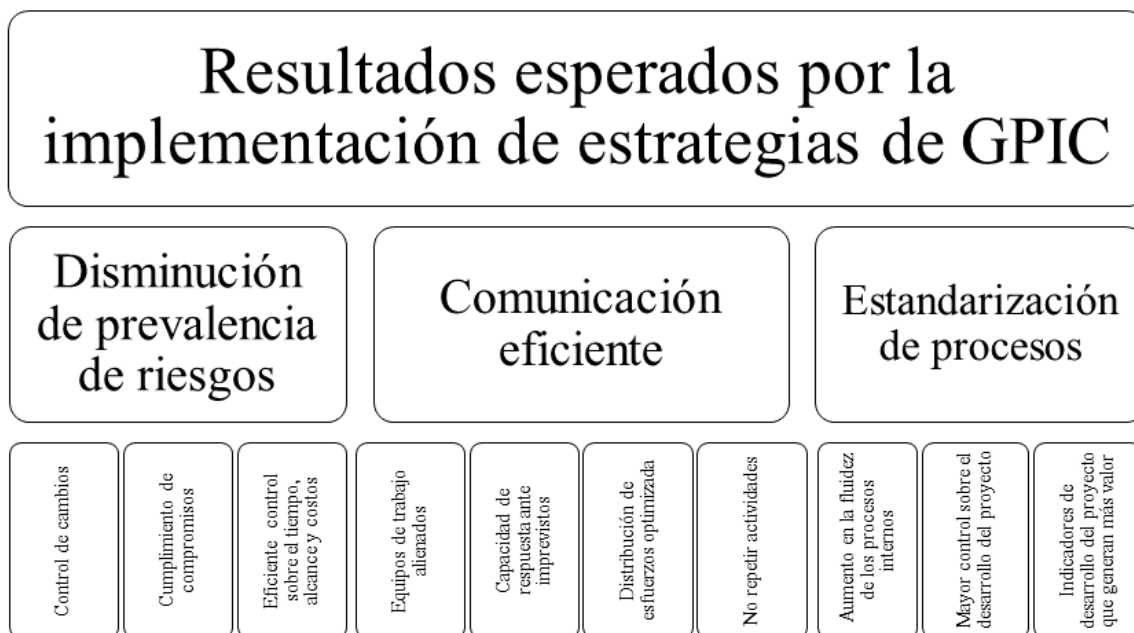 Resultados esperados por la
implementación de estrategias de GPIC
Disminución
de prevalencia
de riesgos
Comunicación
eficiente
Estandarización
de procesos
Control de cambios
Cumplimiento de
compromisos
Eficiente control
sobre el tiempo,
alcance y costos
Equipos de trabajo
alienados
Capacidad de
respuesta ante
imprevistos
Distribución de
esfuerzos optimizada
No repetir actividades
Aumento en la fluidez
de los procesos
internos
Mayor control sobre el
desarrollo del proyecto
Indicadores de
desarrollo del proyecto
que generan más valor